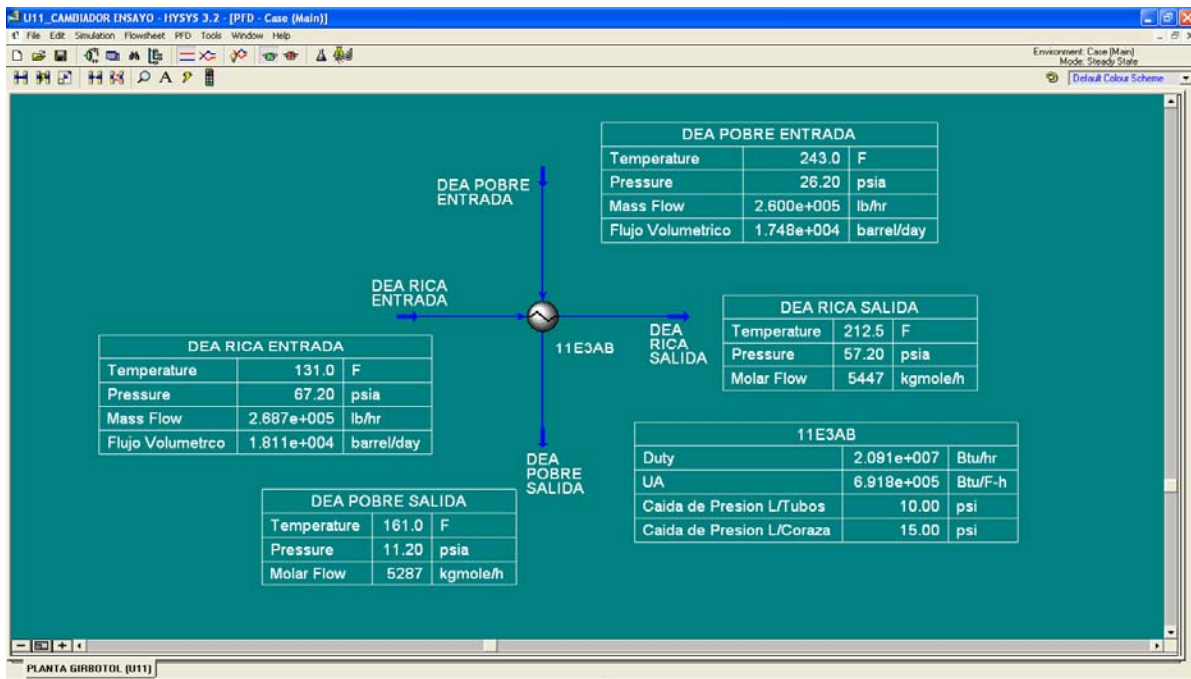 U11_CAMBIADOR ENSAYO - HYSYS 3.2 - [PFD - Case (Main)]
File Edit Simulation Flowsheet PFD Tools Window Help
Environment: Case (Main)
Mode: Steady State
Default Colour Scheme
DEA POBRE ENTRADA
Temperature 243.0 F
Pressure 26.20 psia
Mass Flow 2.600e+005 lb/hr
Flujo Volumetrico 1.748e+004 barrel/day
DEA POBRE
ENTRADA
DEA RICA
ENTRADA
11E3AB
DEA
RICA
SALIDA
DEA RICA SALIDA
Temperature 212.5 F
Pressure 57.20 psia
Molar Flow 5447 kgmole/h
DEA RICA ENTRADA
Temperature 131.0 F
Pressure 67.20 psia
Mass Flow 2.687e+005 lb/hr
Flujo Volumetrco 1.811e+004 barrel/day
DEA
POBRE
SALIDA
11E3AB
Duty 2.091e+007 Btu/hr
UA 6.918e+005 Btu/F-h
Caida de Presion L/Tubos 10.00 psi
Caida de Presion L/Coraza 15.00 psi
DEA POBRE SALIDA
Temperature 161.0 F
Pressure 11.20 psia
Molar Flow 5287 kgmole/h
PLANTA GIRBOTOL (U11)